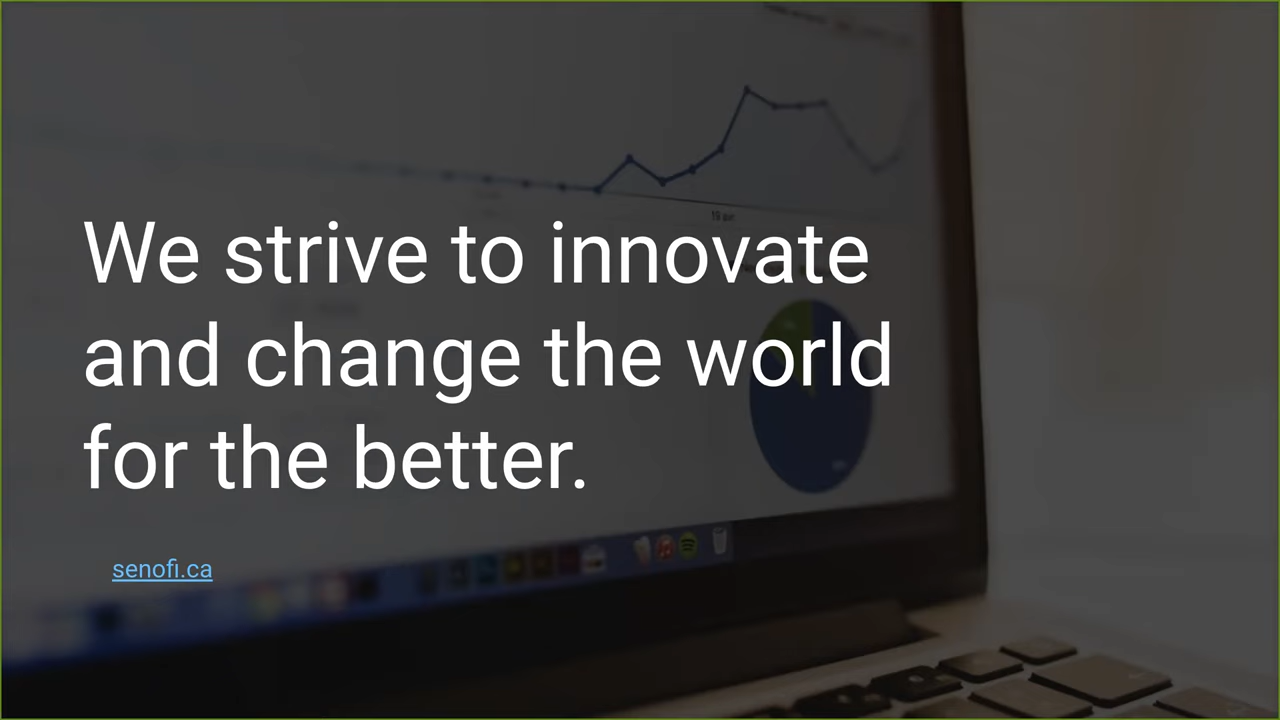 We strive to innovate
and change the world
for the better.
senofi.ca